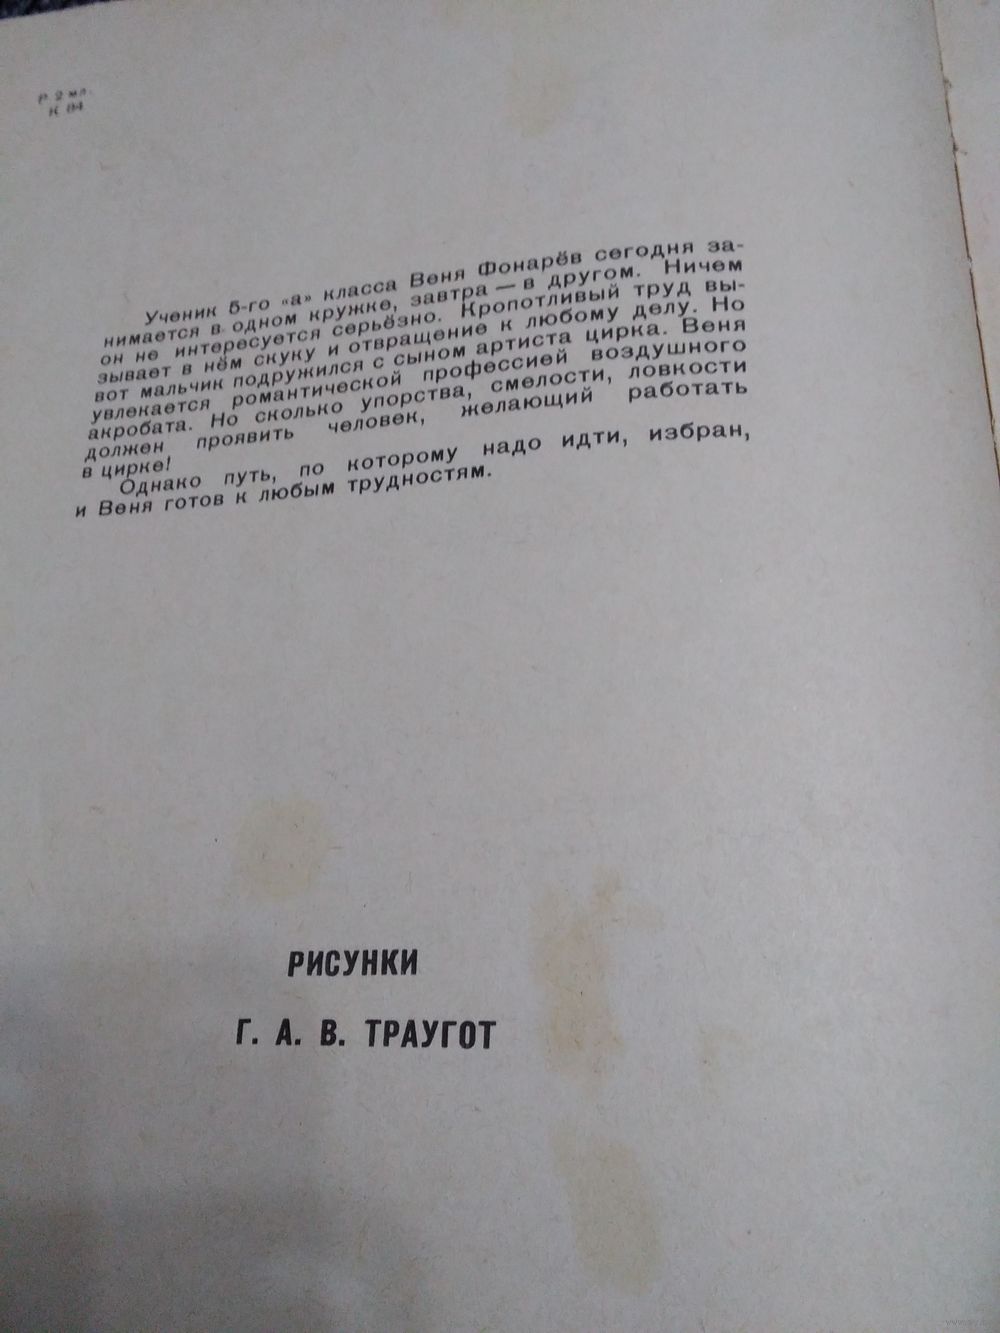 Р 2 мл.
К 84
Ученик 5-го «а» класса Веня Фонарёв сегодня за-
нимается в одном кружке, завтра — в другом. Ничем
он не интересуется серьёзно. Кропотливый труд вы-
зывает в нём скуку и отвращение к любому делу. Но
вот мальчик подружился с сыном артиста цирка. Веня
увлекается романтической профессией воздушного
акробата. Но сколько упорства, смелости, ловкости
должен проявить человек, желающий работать
в цирке!
Однако путь, по которому надо идти, избран,
и Веня готов к любым трудностям.
РИСУНКИ
Г. А. В. ТРАУГОТ